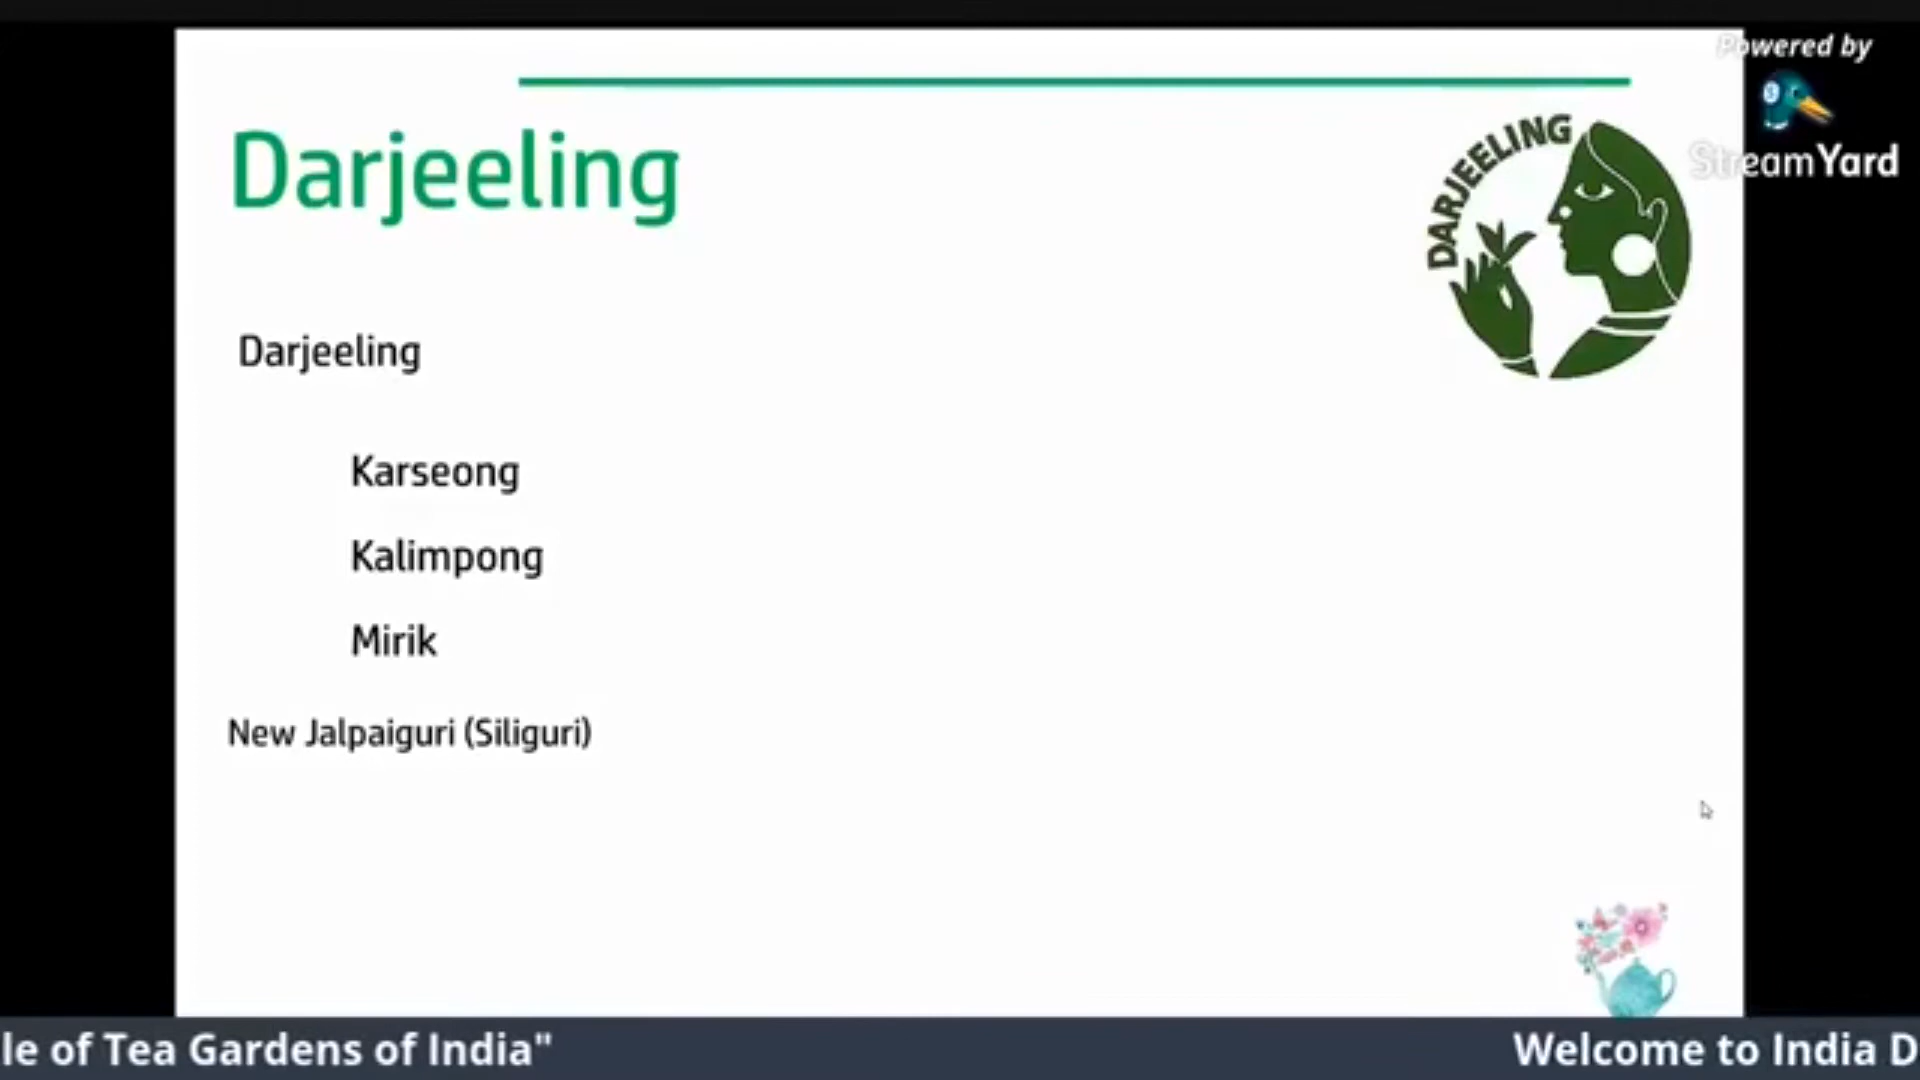 Powered by
StreamYard
Darjeeling
DARJEELING
Darjeeling
Karseong
Kalimpong
Mirik
New Jalpaiguri (Siliguri)
le of Tea Gardens of India"
Welcome to India D